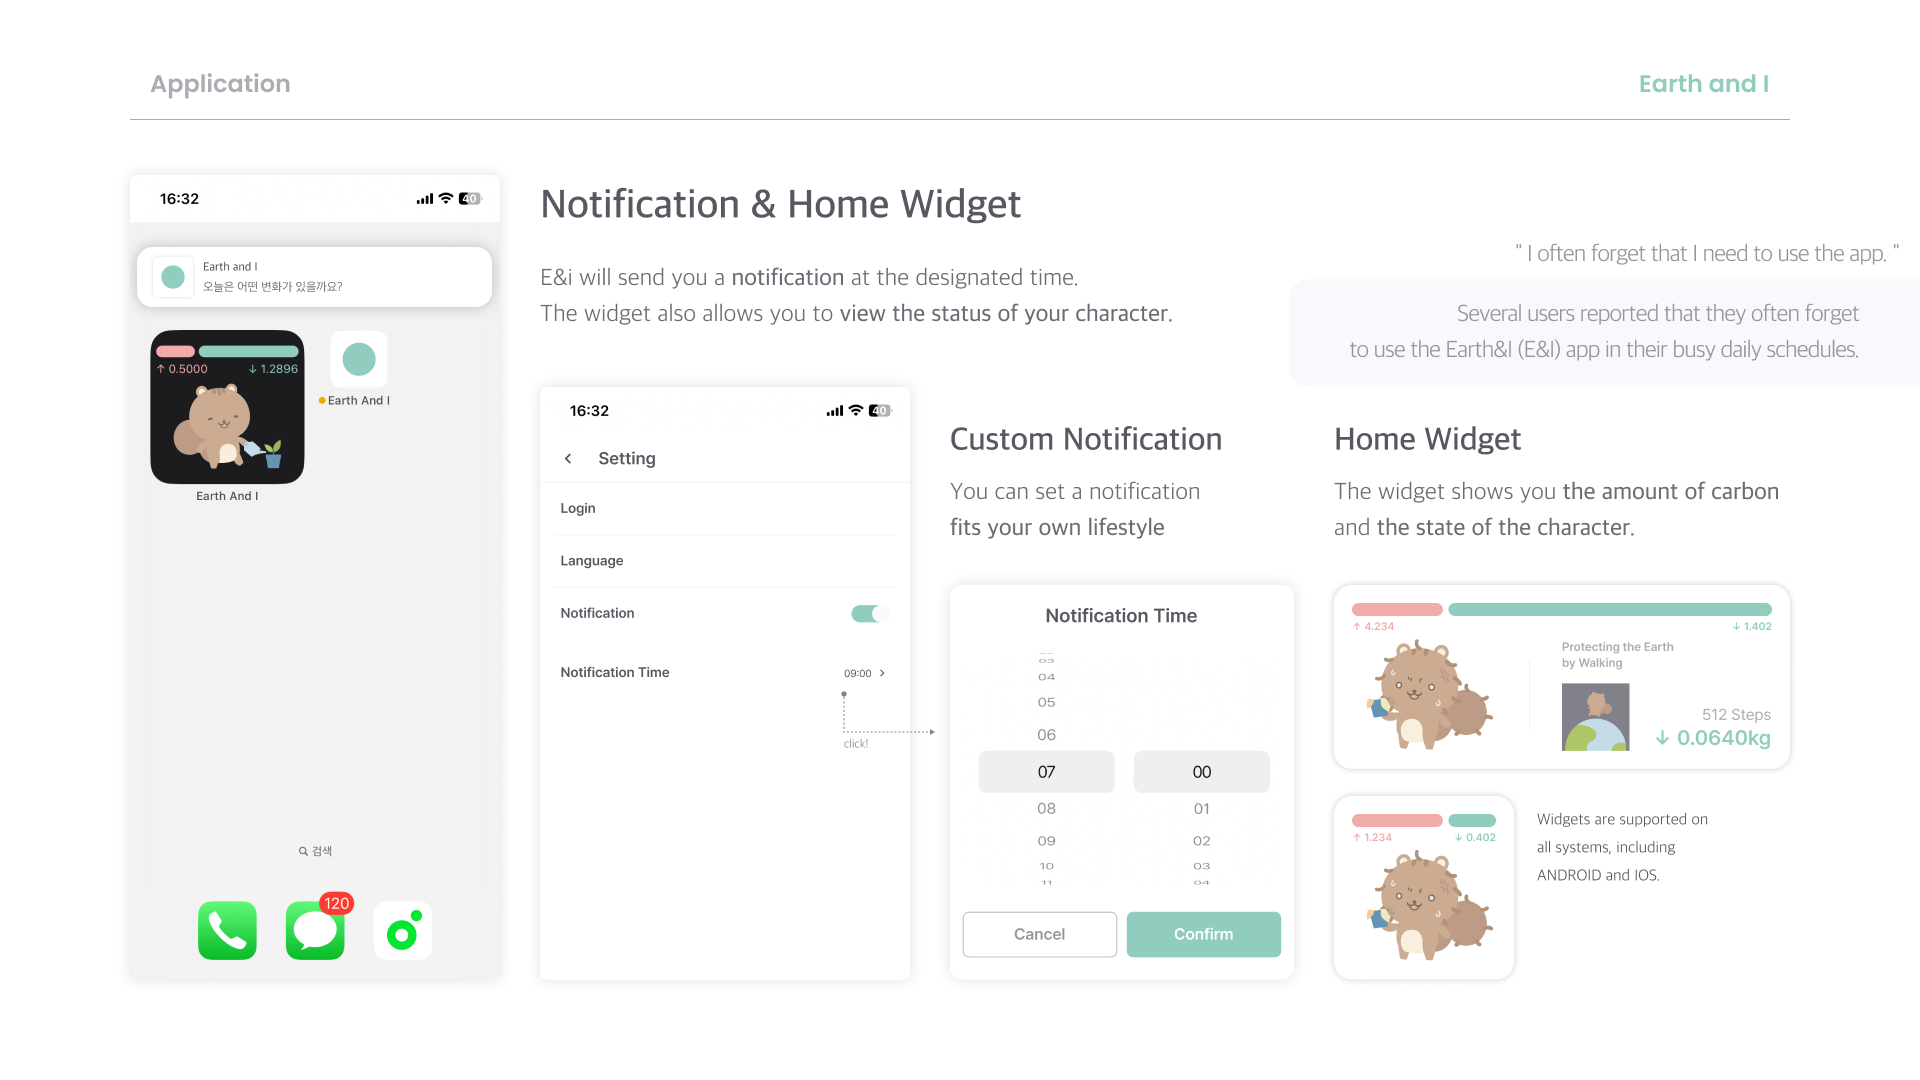 Application
Earth and I
16:32
40
Earth and I
오늘은 어떤 변화가 있을까요?
↑ 0.5000
↓ 1.2896
Earth And I
Earth And I
검색
120
Notification & Home Widget
E&i will send you a notification at the designated time.
The widget also allows you to view the status of your character.
" I often forget that I need to use the app. "
Several users reported that they often forget
to use the Earth&I (E&I) app in their busy daily schedules.
16:32
40
Setting
Login
Language
Notification
Notification Time
09:00
click!
Custom Notification
You can set a notification
fits your own lifestyle
Notification Time
03
04
05
06
07
00
08
01
09
02
10
03
11
04
Cancel
Confirm
Home Widget
The widget shows you the amount of carbon
and the state of the character.
↑ 4.234
↓ 1.402
Protecting the Earth
by Walking
512 Steps
↓ 0.0640kg
↑ 1.234
↓ 0.402
Widgets are supported on
all systems, including
ANDROID and IOS.